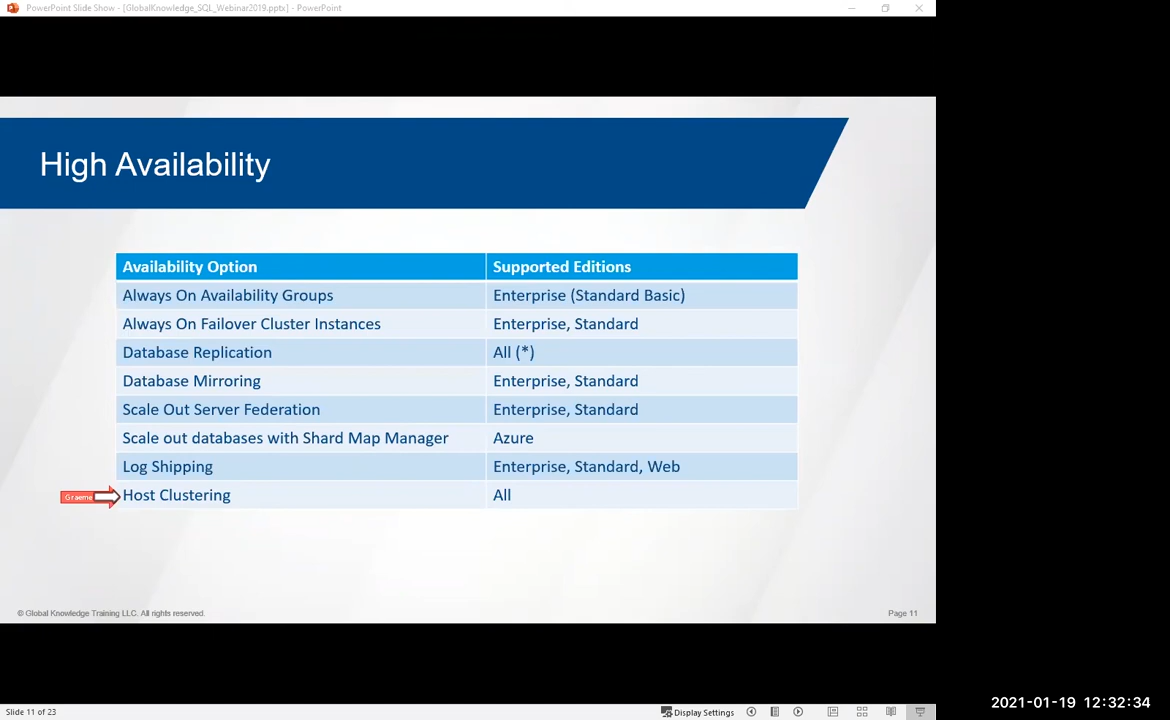 PowerPoint Slide Show - [GlobalKnowledge_SQL_Webinar2019.pptx] - PowerPoint
High Availability
Availability Option Supported Editions
Always On Availability Groups Enterprise (Standard Basic)
Always On Failover Cluster Instances Enterprise, Standard
Database Replication All (*)
Database Mirroring Enterprise, Standard
Scale Out Server Federation Enterprise, Standard
Scale out databases with Shard Map Manager Azure
Log Shipping Enterprise, Standard, Web
Graeme Host Clustering All
© Global Knowledge Training LLC. All rights reserved. Page 11
2021-01-19 12:32:34
Slide 11 of 23 Display Settings